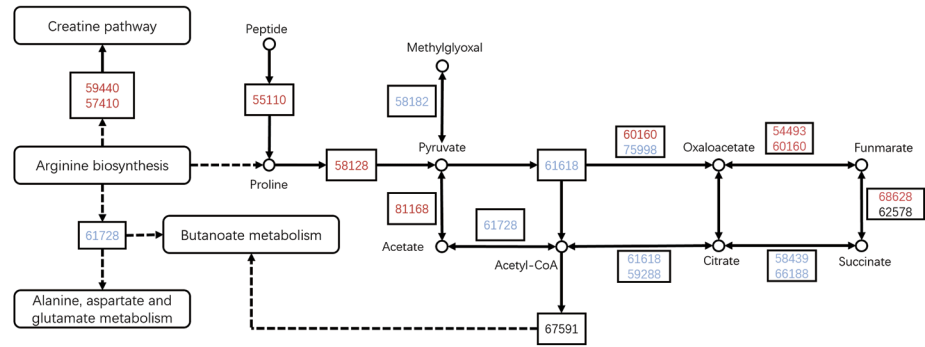 Creatine pathway
Peptide
Methylglyoxal
59440
57410
55110
58182
60160
75998
54493
60160
Arginine biosynthesis
Proline
58128
Pyruvate
61618
Oxaloacetate
Funmarate
81168
68628
62578
61728
Butanoate metabolism
Acetate
61728
Acetyl-CoA
61618
59288
Citrate
58439
66188
Succinate
Alanine, aspartate and
glutamate metabolism
67591